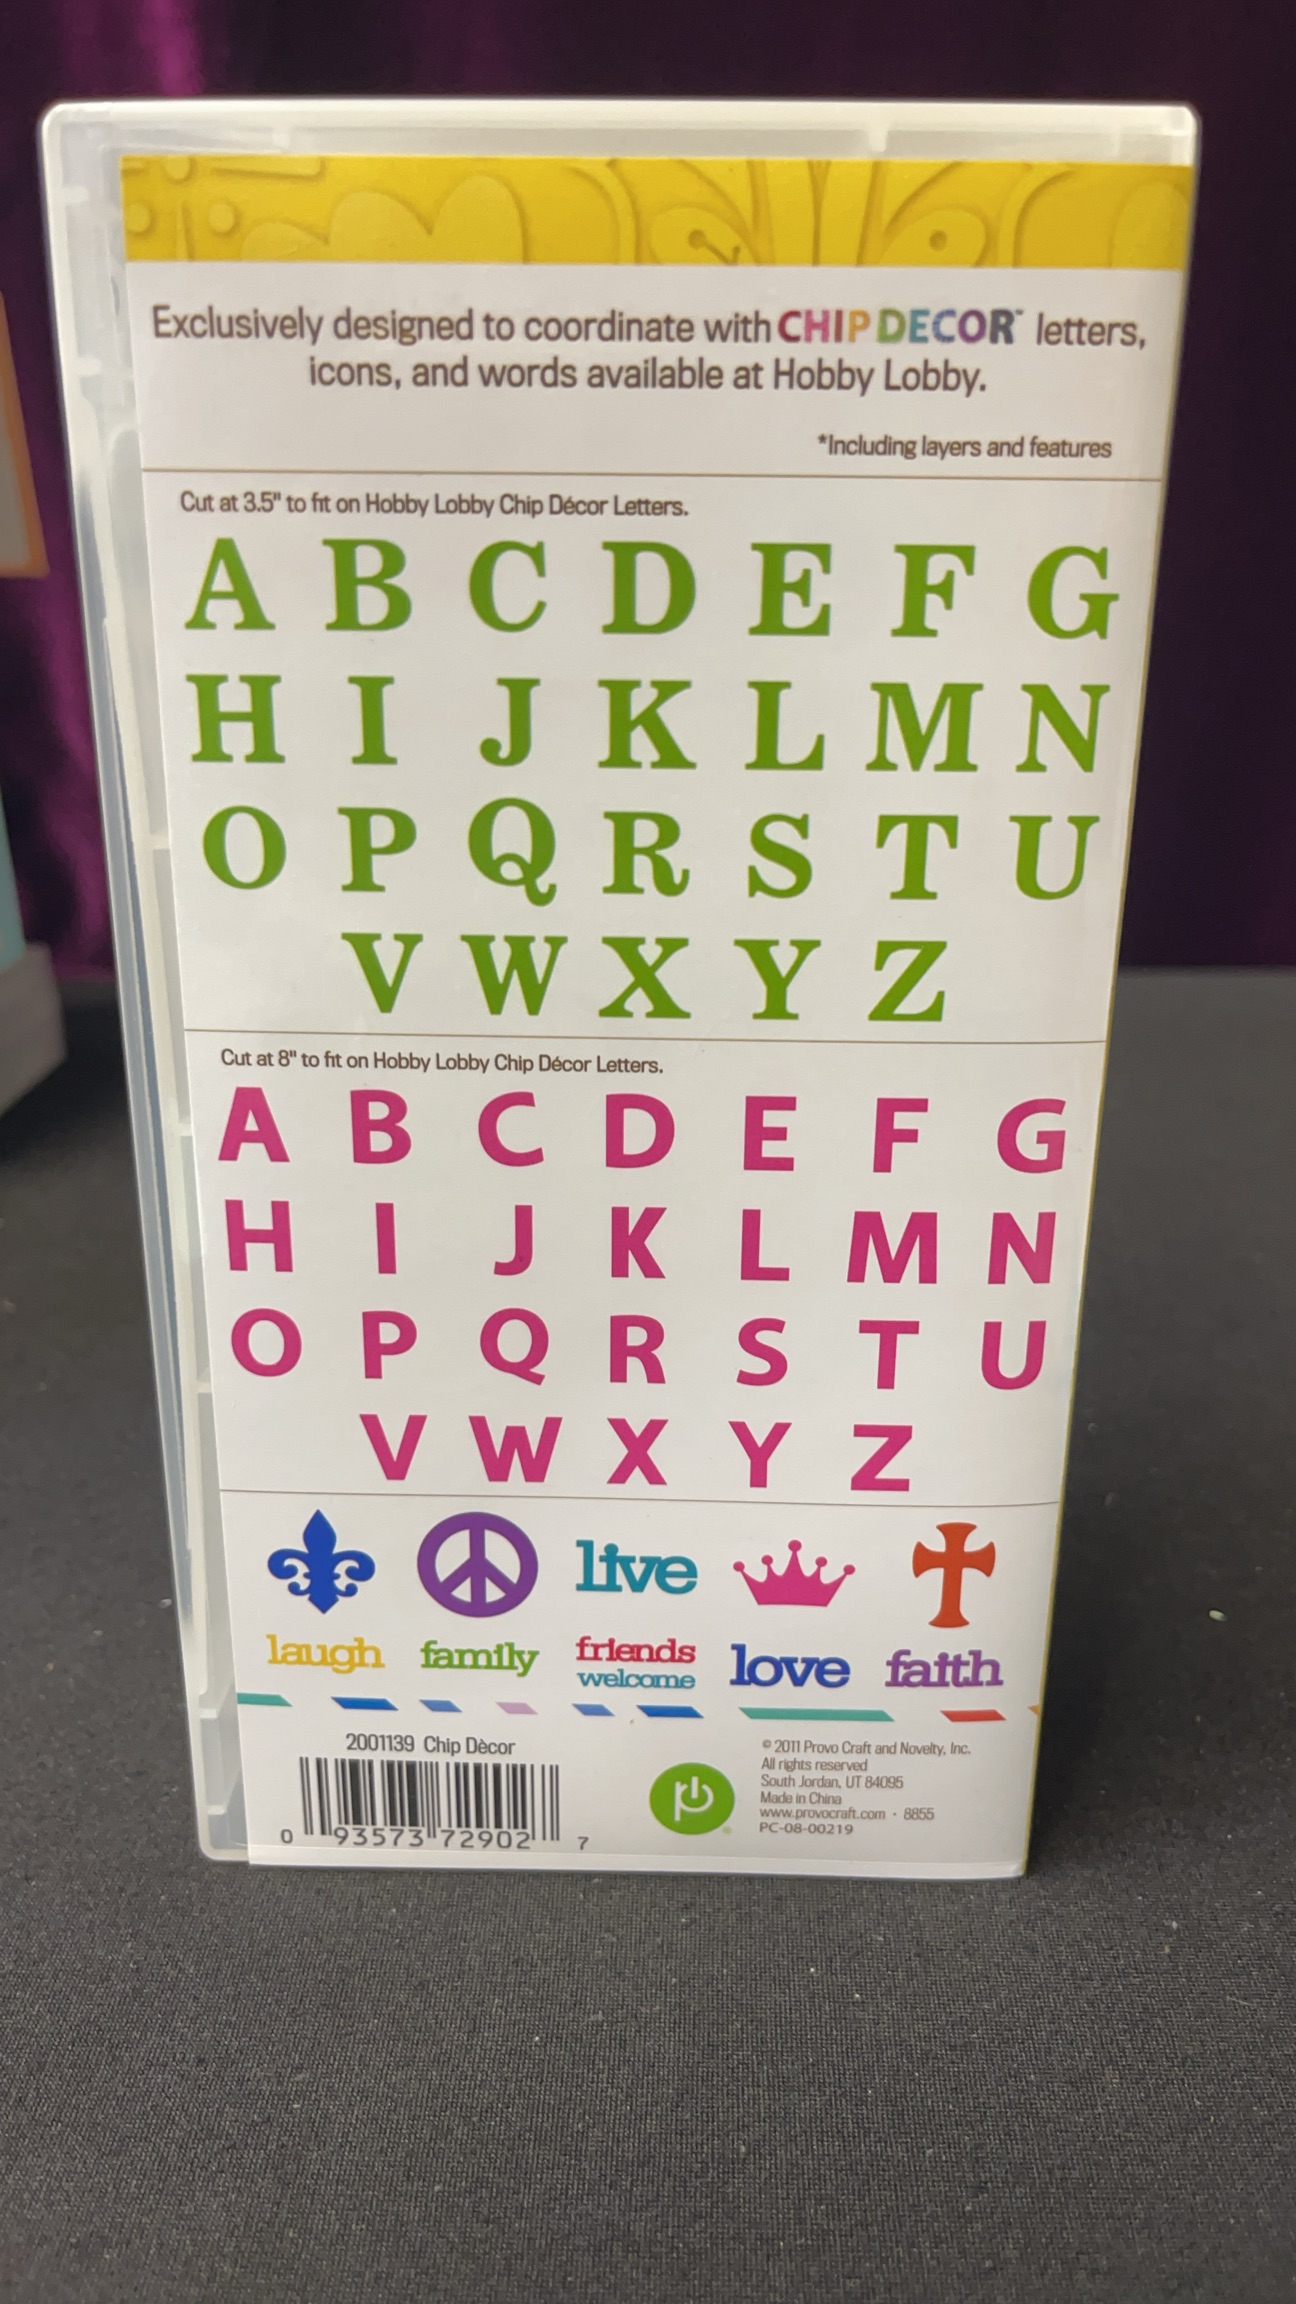 Exclusively designed to coordinate with CHIP DECOR™ letters,
icons, and words available at Hobby Lobby.
*Including layers and features
Cut at 3.5" to fit on Hobby Lobby Chip Décor Letters.
A B C D E F G
H I J K L M N
O P Q R S T U
V W X Y Z
Cut at 8" to fit on Hobby Lobby Chip Décor Letters.
A B C D E F G
H I J K L M N
O P Q R S T U
V W X Y Z
live
laugh family friends welcome love faith
2001139 Chip Dècor
0 93573 72902 7
© 2011 Provo Craft and Novelty, Inc.
All rights reserved
South Jordan, UT 84095
Made in China
www.provocraft.com · 8855
PC-08-00219